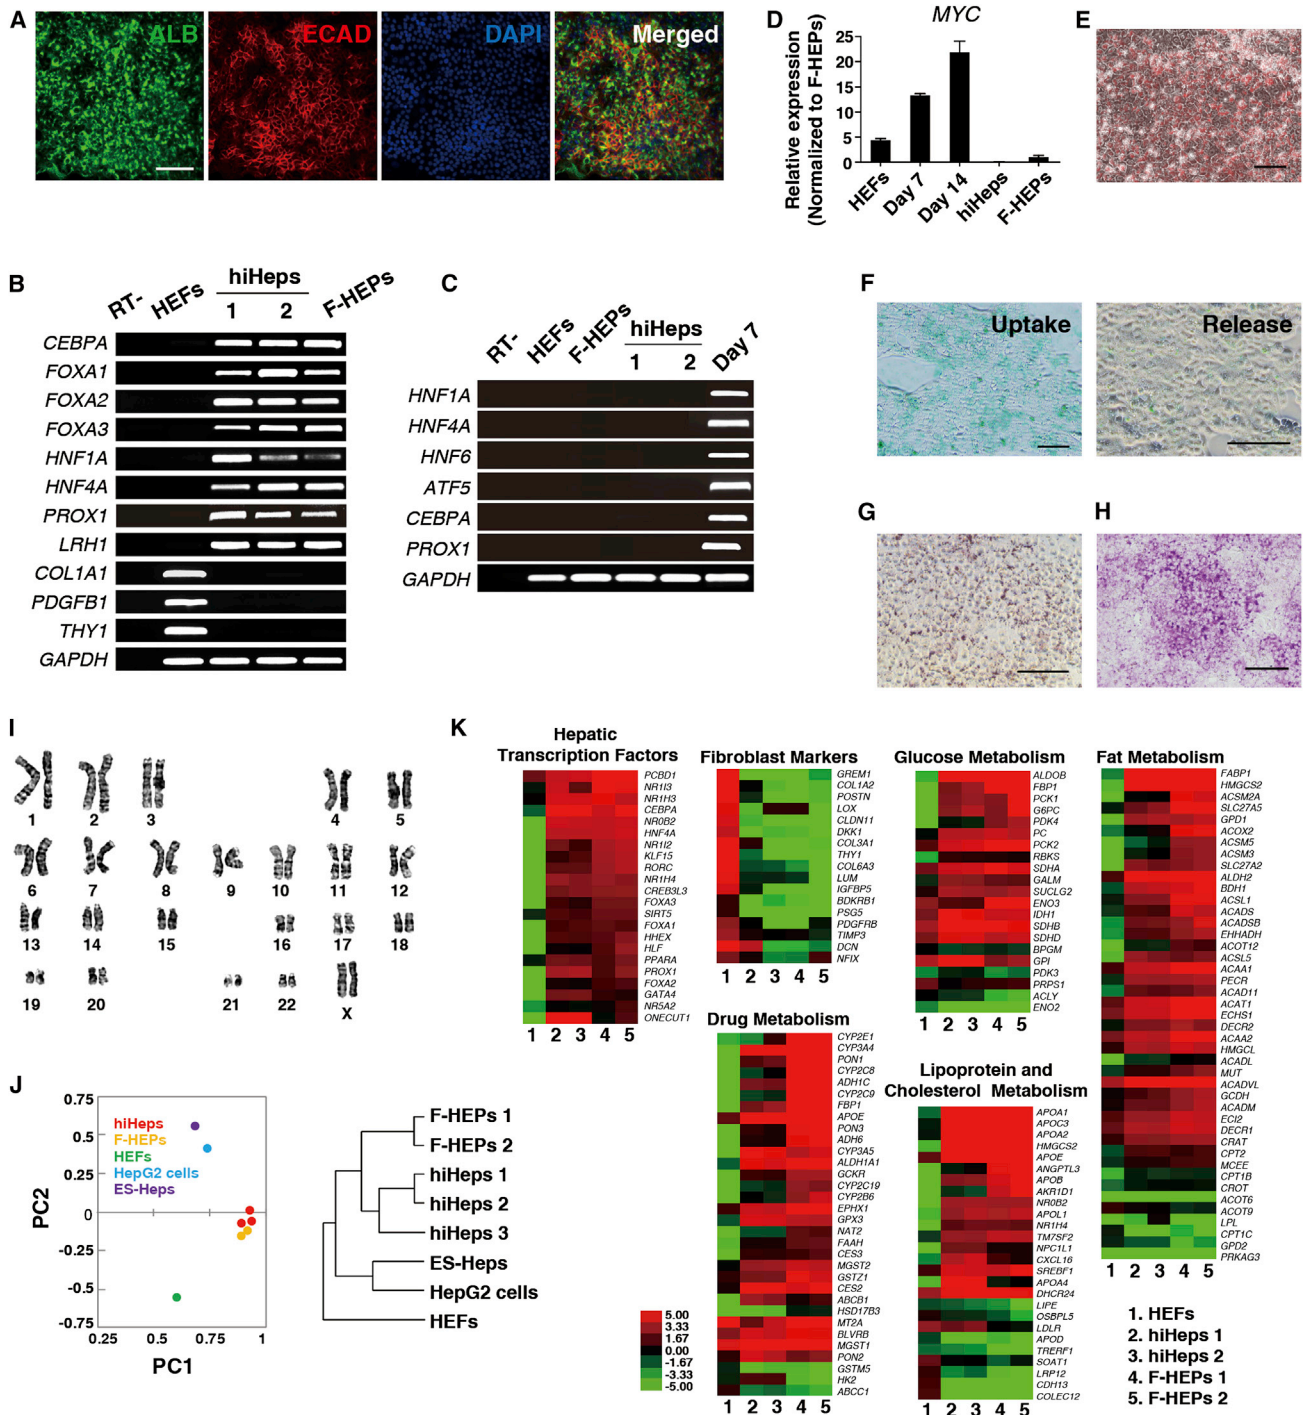 A
ALB
ECAD
DAPI
Merged
D
MYC
Relative expression
(Normalized to F-HEPs)
25
20
15
10
5
0
HEFs
Day 7
Day 14
hiHeps
F-HEPs
E
B
RT-
HEFs
hiHeps
1 2
F-HEPs
CEBPA
FOXA1
FOXA2
FOXA3
HNF1A
HNF4A
PROX1
LRH1
COL1A1
PDGFB1
THY1
GAPDH
C
RT-
HEFs
F-HEPs
hiHeps
1 2
Day 7
HNF1A
HNF4A
HNF6
ATF5
CEBPA
PROX1
GAPDH
F
Uptake
Release
G
H
I
1 2 3 4 5
6 7 8 9 10 11 12
13 14 15 16 17 18
19 20 21 22 X
J
0.75
0.5
0.25
0
-0.25
-0.5
-0.75
PC2
hiHeps
F-HEPs
HEFs
HepG2 cells
ES-Heps
0.25 0.5 0.75 1
PC1
F-HEPs 1
F-HEPs 2
hiHeps 1
hiHeps 2
hiHeps 3
ES-Heps
HepG2 cells
HEFs
K
Hepatic
Transcription Factors
PCBD1
NR1I3
NR1H3
CEBPA
NR0B2
HNF4A
NR1I2
KLF15
RORC
NR1H4
CREB3L3
FOXA3
SIRT5
FOXA1
HHEX
HLF
PPARA
PROX1
FOXA2
GATA4
NR5A2
ONECUT1
1 2 3 4 5
Fibroblast Markers
GREM1
COL1A2
POSTN
LOX
CLDN11
DKK1
COL3A1
THY1
COL6A3
LUM
IGFBP5
BDKRB1
PSG5
PDGFRB
TIMP3
DCN
NFIX
1 2 3 4 5
Glucose Metabolism
ALDOB
FBP1
PCK1
G6PC
PDK4
PC
PCK2
RBKS
SDHA
GALM
SUCLG2
ENO3
IDH1
SDHB
SDHD
BPGM
GPI
PDK3
PRPS1
ACLY
ENO2
1 2 3 4 5
Fat Metabolism
FABP1
HMGCS2
ACSM2A
SLC27A5
GPD1
ACOX2
ACSM5
ACSM3
SLC27A2
ALDH2
BDH1
ACSL1
ACADS
ACADSB
EHHADH
ACOT12
ACSL5
ACAA1
PECR
ACAD11
ACAT1
ECHS1
DECR2
ACAA2
HMGCL
ACADL
MUT
ACADVL
GCDH
ACADM
ECI2
DECR1
CRAT
CPT2
MCEE
CPT1B
CROT
ACOT6
ACOT9
LPL
CPT1C
GPD2
PRKAG3
1 2 3 4 5
Drug Metabolism
CYP2E1
CYP3A4
PON1
CYP2C8
ADH1C
CYP2C9
FBP1
APOE
PON3
ADH6
CYP3A5
ALDH1A1
GCKR
CYP2C19
CYP2B6
EPHX1
GPX3
NAT2
FAAH
CES3
MGST2
GSTZ1
CES2
ABCB1
HSD17B3
MT2A
BLVRB
MGST1
PON2
GSTM5
HK2
ABCC1
1 2 3 4 5
5.00
3.33
1.67
0.00
-1.67
-3.33
-5.00
Lipoprotein and
Cholesterol Metabolism
APOA1
APOC3
APOA2
HMGCS2
APOE
ANGPTL3
APOB
AKR1D1
NR0B2
APOL1
NR1H4
TM7SF2
NPC1L1
CXCL16
SREBF1
APOA4
DHCR24
LIPE
OSBPL5
LDLR
APOD
TRERF1
SOAT1
LRP12
CDH13
COLEC12
1 2 3 4 5
1. HEFs
2. hiHeps 1
3. hiHeps 2
4. F-HEPs 1
5. F-HEPs 2